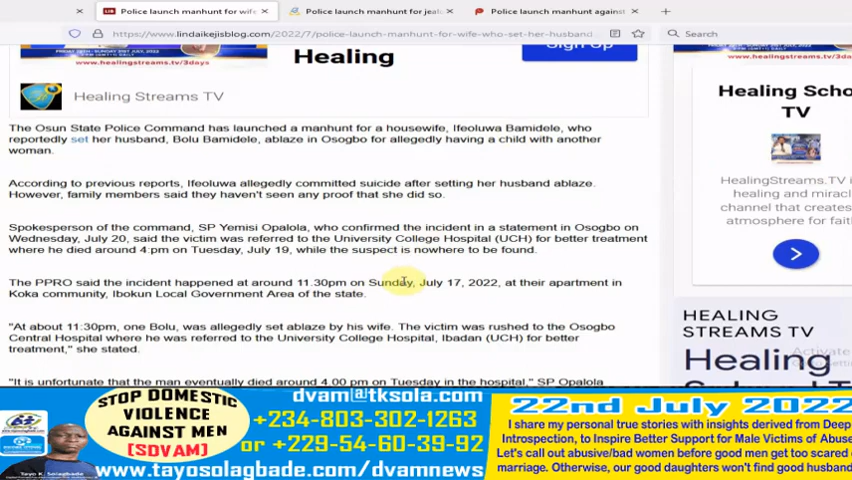 Police launch manhunt for wife
Police launch manhunt for jeal
Police launch manhunt against
https://www.lindaikejisblog.com/2022/7/police-launch-manhunt-for-wife-who-set-her-husband
Search
www.healingstreams.tv/3days
Healing
Sign Up
Healing Streams TV
The Osun State Police Command has launched a manhunt for a housewife, Ifeoluwa Bamidele, who
reportedly set her husband, Bolu Bamidele, ablaze in Osogbo for allegedly having a child with another
woman.
According to previous reports, Ifeoluwa allegedly committed suicide after setting her husband ablaze.
However, family members said they haven't seen any proof that she did so.
Spokesperson of the command, SP Yemisi Opalola, who confirmed the incident in a statement in Osogbo on
Wednesday, July 20, said the victim was referred to the University College Hospital (UCH) for better treatment
where he died around 4:pm on Tuesday, July 19, while the suspect is nowhere to be found.
The PPRO said the incident happened at around 11.30pm on Sunday, July 17, 2022, at their apartment in
Koka community, Ibokun Local Government Area of the state.
"At about 11:30pm, one Bolu, was allegedly set ablaze by his wife. The victim was rushed to the Osogbo
Central Hospital where he was referred to the University College Hospital, Ibadan (UCH) for better
treatment," she stated.
"It is unfortunate that the man eventually died around 4.00 pm on Tuesday in the hospital," SP Opalola
www.healingstreams.tv
Healing Scho
TV
HealingStreams.TV i
healing and mirac
channel that creates
atmosphere for fait
HEALING
STREAMS TV
Healing
Activate
STOP DOMESTIC
VIOLENCE
AGAINST MEN
(SDVAM)
dvam@tksola.com
+234-803-302-1263
or +229-54-60-39-92
www.tayosolagbade.com/dvamnews
Tayo K. Solagbade
22nd July 2022
I share my personal true stories with insights derived from Deep
Introspection, to Inspire Better Support for Male Victims of Abuse
Let's call out abusive/bad women before good men get too scared o
marriage. Otherwise, our good daughters won't find good husband